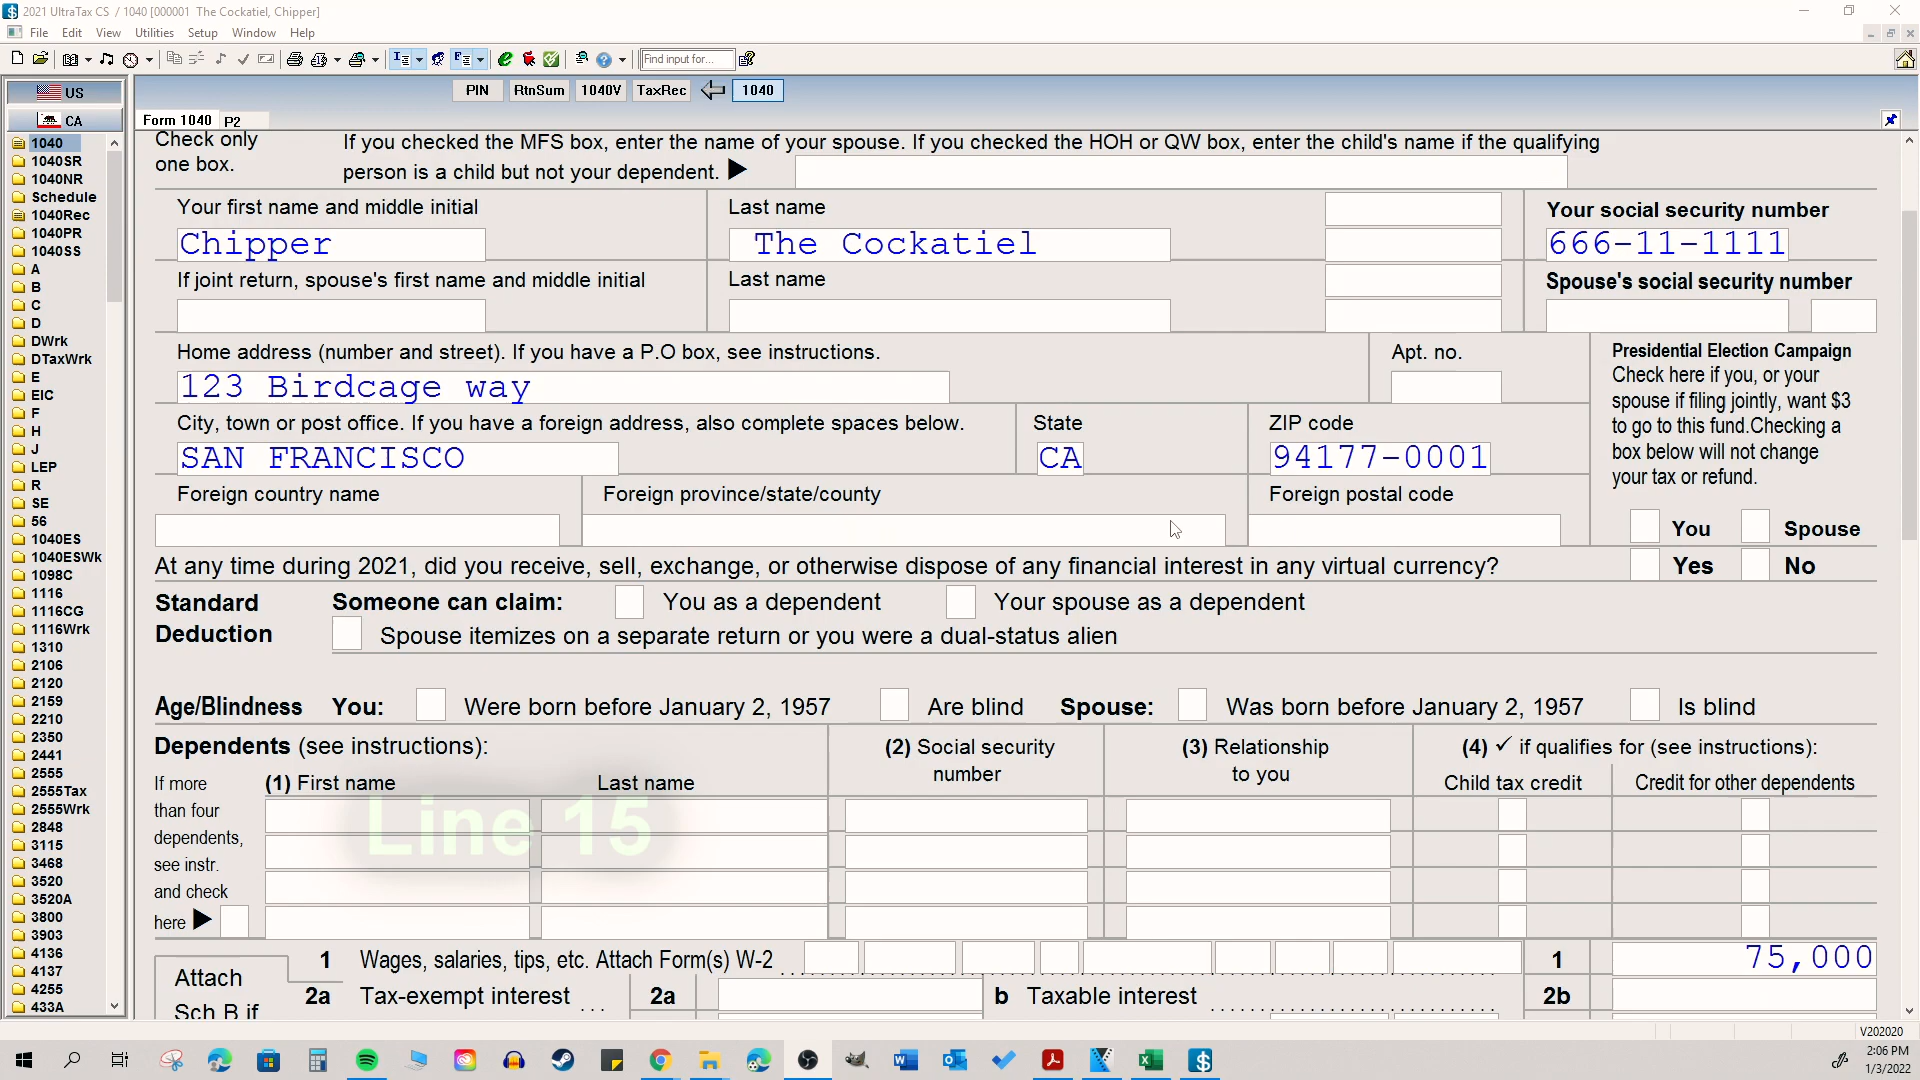 2021 UltraTax CS / 1040 [000001 The Cockatiel, Chipper]
File Edit View Utilities Setup Window Help
Find input for...
US
PIN RtnSum 1040V TaxRec 1040
CA
Form 1040 P2
1040
1040SR
1040NR
Schedule
1040Rec
1040PR
1040SS
A
B
C
D
DWrk
DTaxWrk
E
EIC
F
H
J
LEP
R
SE
56
1040ES
1040ESWk
1098C
1116
1116CG
1116Wrk
1310
2106
2120
2159
2210
2350
2441
2555
2555Tax
2555Wrk
2848
3115
3468
3520
3520A
3800
3903
4136
4137
4255
433A
Check only
one box.
If you checked the MFS box, enter the name of your spouse. If you checked the HOH or QW box, enter the child's name if the qualifying
person is a child but not your dependent.
Your first name and middle initial Last name Your social security number
Chipper The Cockatiel 666-11-1111
If joint return, spouse's first name and middle initial Last name Spouse's social security number
Home address (number and street). If you have a P.O box, see instructions. Apt. no.
123 Birdcage way
City, town or post office. If you have a foreign address, also complete spaces below. State ZIP code
SAN FRANCISCO CA 94177-0001
Foreign country name Foreign province/state/county Foreign postal code
Presidential Election Campaign
Check here if you, or your
spouse if filing jointly, want $3
to go to this fund.Checking a
box below will not change
your tax or refund.
You Spouse
At any time during 2021, did you receive, sell, exchange, or otherwise dispose of any financial interest in any virtual currency? Yes No
Standard
Deduction
Someone can claim: You as a dependent Your spouse as a dependent
Spouse itemizes on a separate return or you were a dual-status alien
Age/Blindness You: Were born before January 2, 1957 Are blind Spouse: Was born before January 2, 1957 Is blind
Dependents (see instructions):
(2) Social security
number
(3) Relationship
to you
(4) ✓ if qualifies for (see instructions):
(1) First name Last name Child tax credit Credit for other dependents
If more
than four
dependents,
see instr.
and check
here
Line 15
1 Wages, salaries, tips, etc. Attach Form(s) W-2 1 75,000
Attach
Sch B if
2a Tax-exempt interest ... 2a b Taxable interest 2b
V202020
2:06 PM
1/3/2022